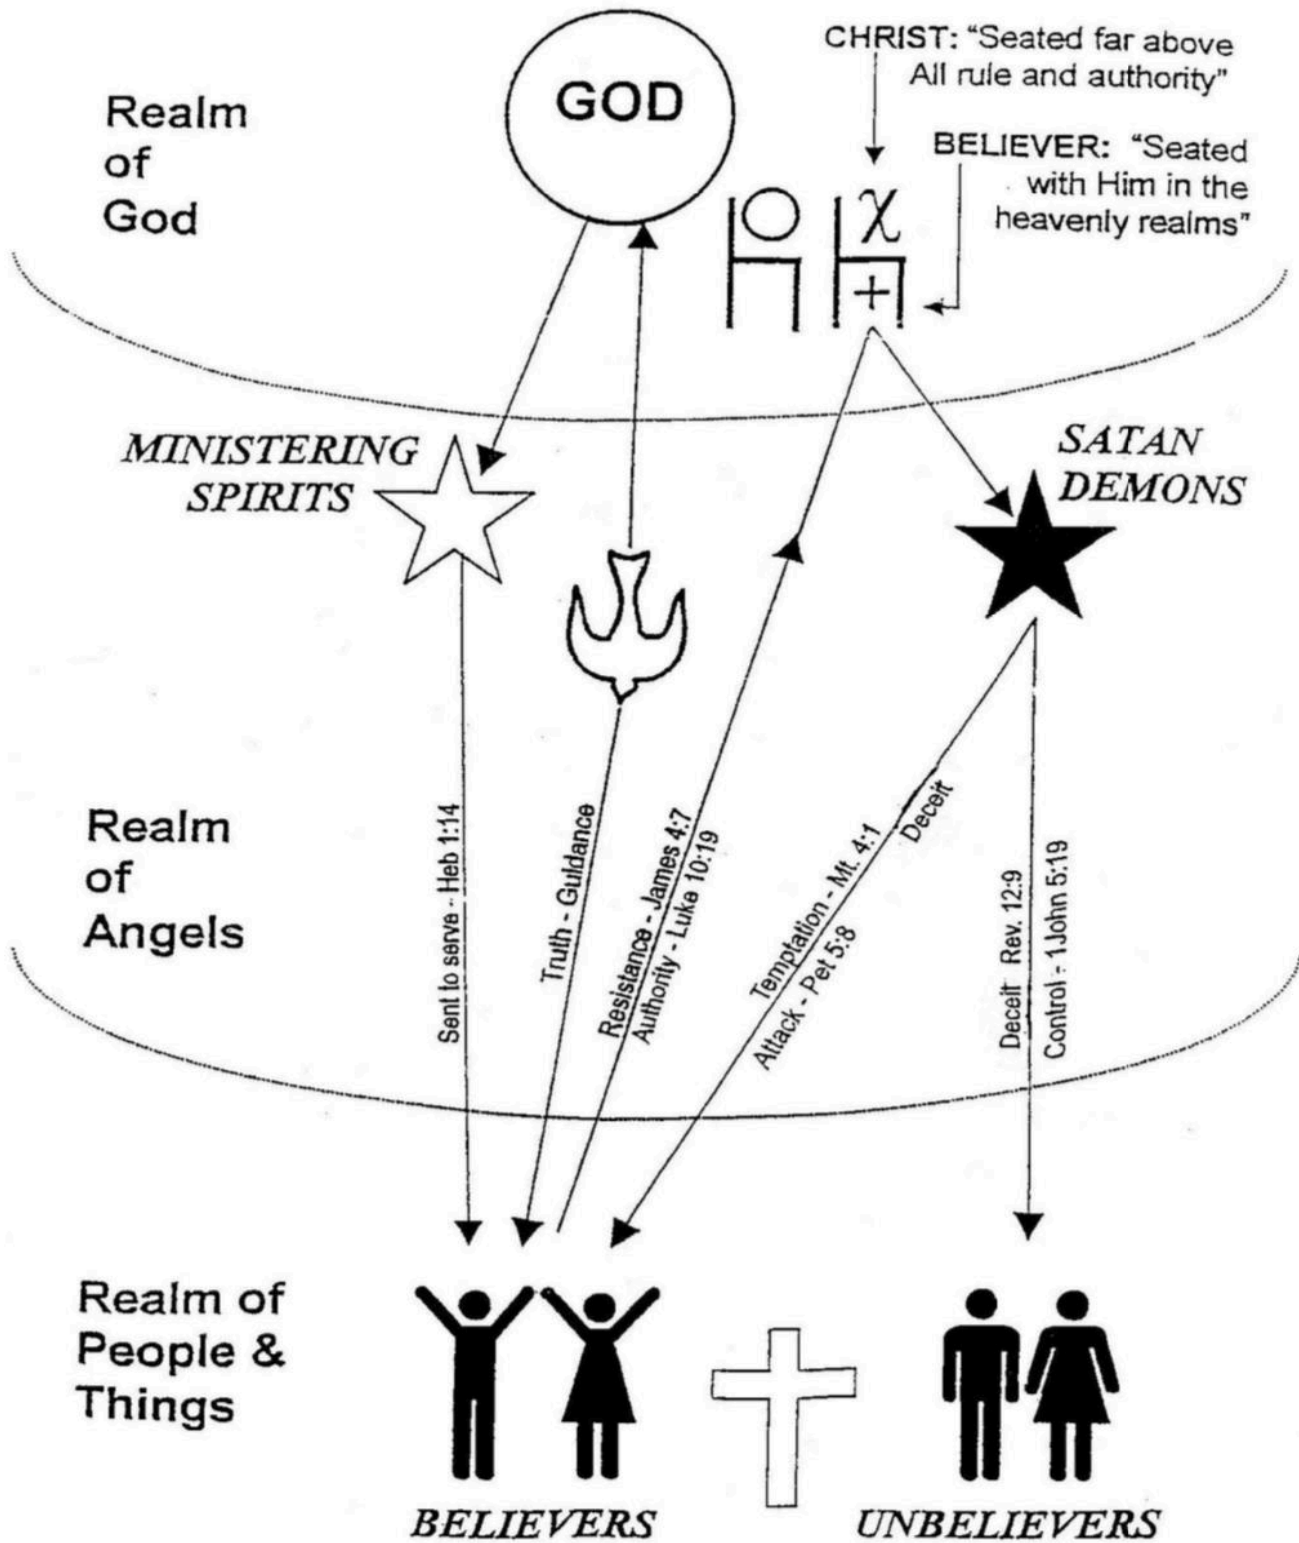 Realm
of
God
GOD
CHRIST: "Seated far above
All rule and authority"
BELIEVER: "Seated
with Him in the
heavenly realms"
χ
+
MINISTERING
SPIRITS
SATAN
DEMONS
Realm
of
Angels
Sent to serve - Heb 1:14
Truth - Guidance
Resistance - James 4:7
Authority - Luke 10:19
Temptation - Mt. 4:1
Attack - Pet 5:8
Deceit
Deceit Rev. 12:9
Control - 1John 5:19
Realm of
People &
Things
BELIEVERS
UNBELIEVERS